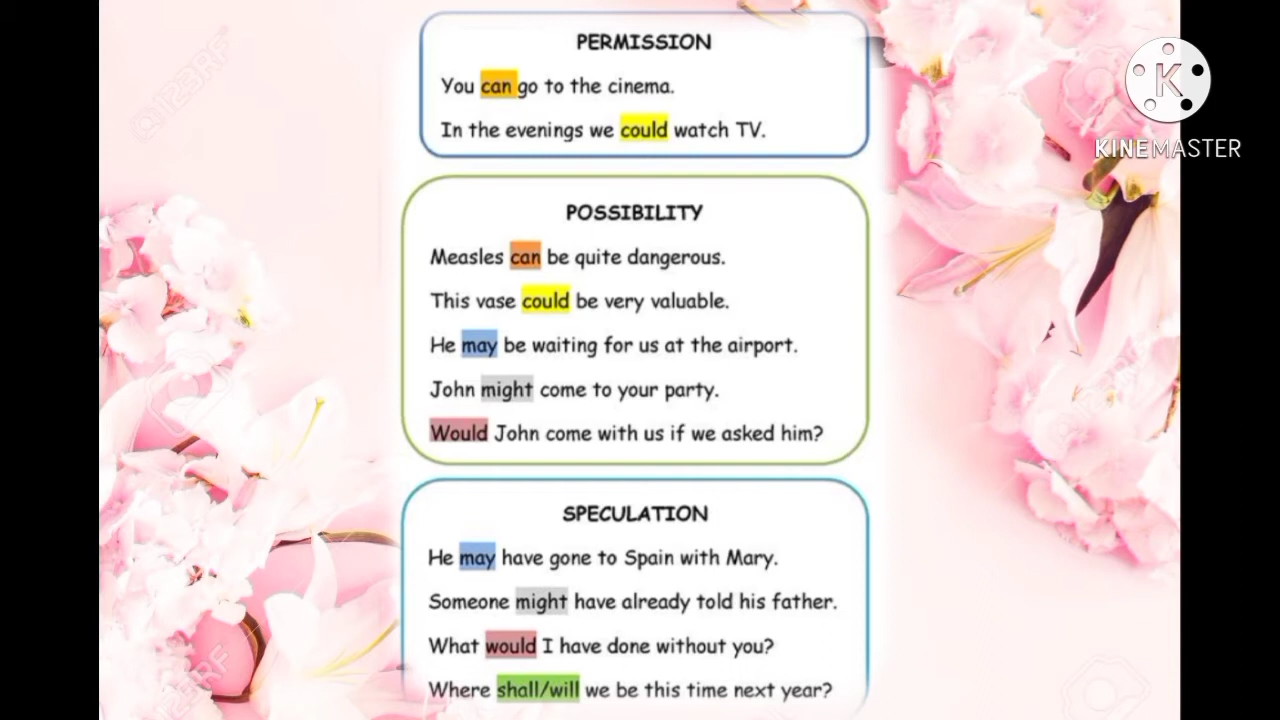 PERMISSION
You can go to the cinema.
In the evenings we could watch TV.
POSSIBILITY
Measles can be quite dangerous.
This vase could be very valuable.
He may be waiting for us at the airport.
John might come to your party.
Would John come with us if we asked him?
SPECULATION
He may have gone to Spain with Mary.
Someone might have already told his father.
What would I have done without you?
Where shall/will we be this time next year?
K
KINEMASTER
123RF
123RF